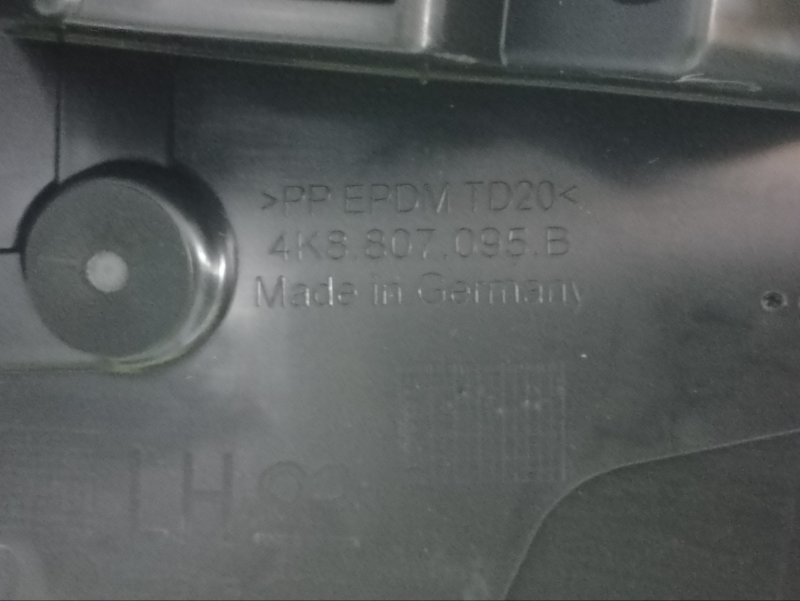 >PP EPDM TD20<
4K8.807.095.B
Made in Germany
LH